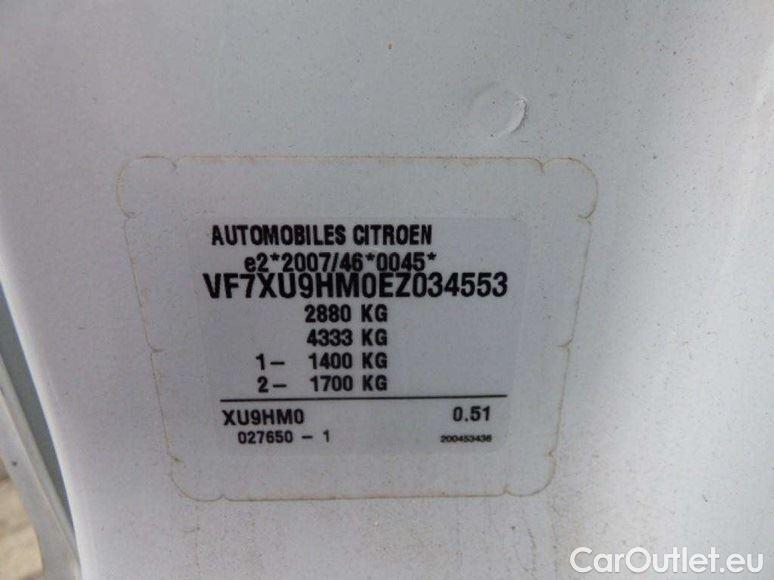 AUTOMOBILES CITROEN
e2*2007/46*0045*
VF7XU9HM0EZ034553
2880 KG
4333 KG
1- 1400 KG
2- 1700 KG
XU9HM0 0.51
027650-1 200453436
CarOutlet.eu